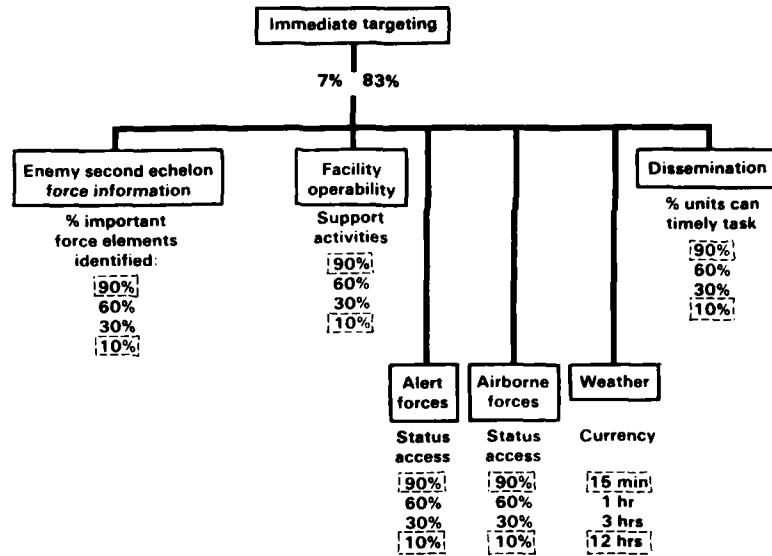 Immediate targeting
7% 83%
Enemy second echelon
force information
% important
force elements
identified:
90%
60%
30%
10%
Facility
operability
Support
activities
90%
60%
30%
10%
Dissemination
% units can
timely task
90%
60%
30%
10%
Alert
forces
Status
access
90%
60%
30%
10%
Airborne
forces
Status
access
90%
60%
30%
10%
Weather
Currency
15 min
1 hr
3 hrs
12 hrs